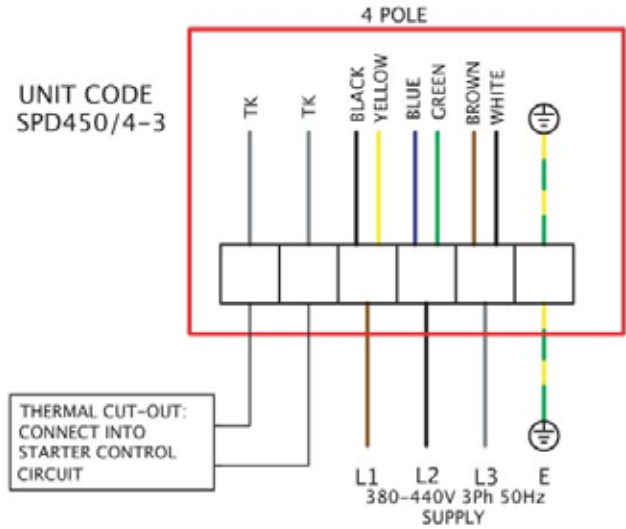 4 POLE
UNIT CODE
SPD450/4-3
TK
TK
BLACK
YELLOW
BLUE
GREEN
BROWN
WHITE
THERMAL CUT-OUT:
CONNECT INTO
STARTER CONTROL
CIRCUIT
L1 L2 L3 E
380-440V 3Ph 50Hz
SUPPLY